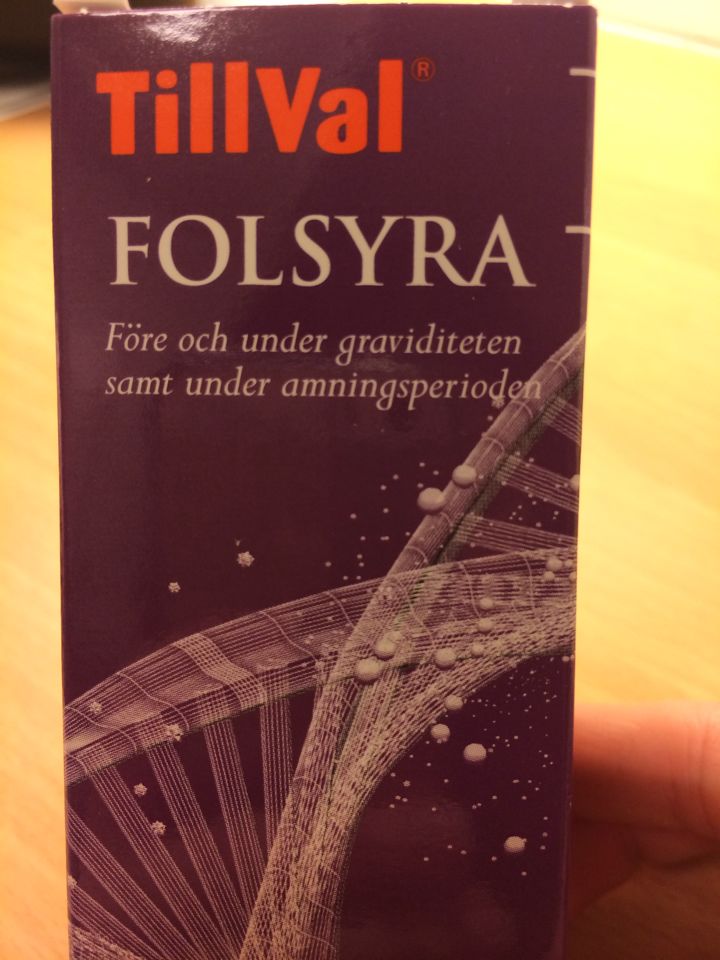 TillVal®
FOLSYRA
Före och under graviditeten
samt under amningsperioden